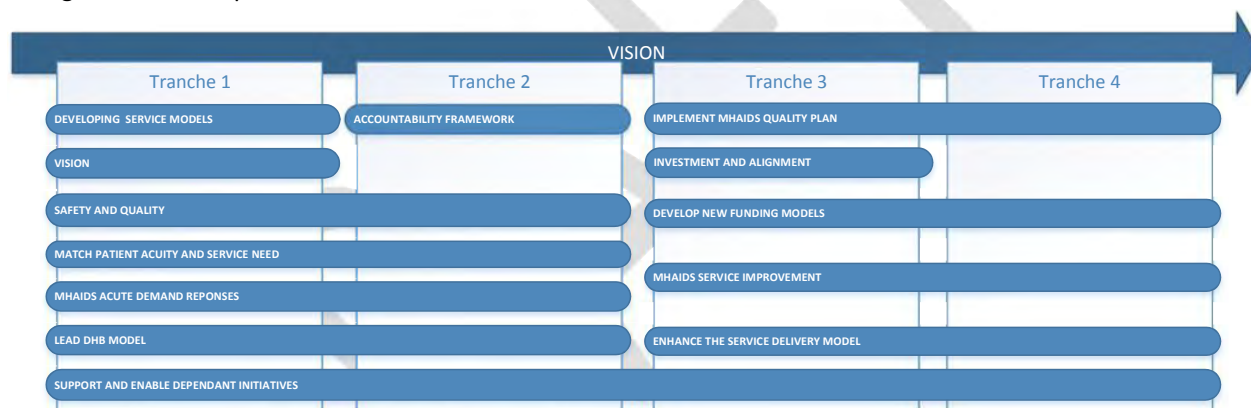 VISION
Tranche 1
Tranche 2
Tranche 3
Tranche 4
DEVELOPING SERVICE MODELS
ACCOUNTABILITY FRAMEWORK
IMPLEMENT MHAIDS QUALITY PLAN
VISION
INVESTMENT AND ALIGNMENT
SAFETY AND QUALITY
DEVELOP NEW FUNDING MODELS
MATCH PATIENT ACUITY AND SERVICE NEED
MHAIDS SERVICE IMPROVEMENT
MHAIDS ACUTE DEMAND REPONSES
LEAD DHB MODEL
ENHANCE THE SERVICE DELIVERY MODEL
SUPPORT AND ENABLE DEPENDANT INITIATIVES